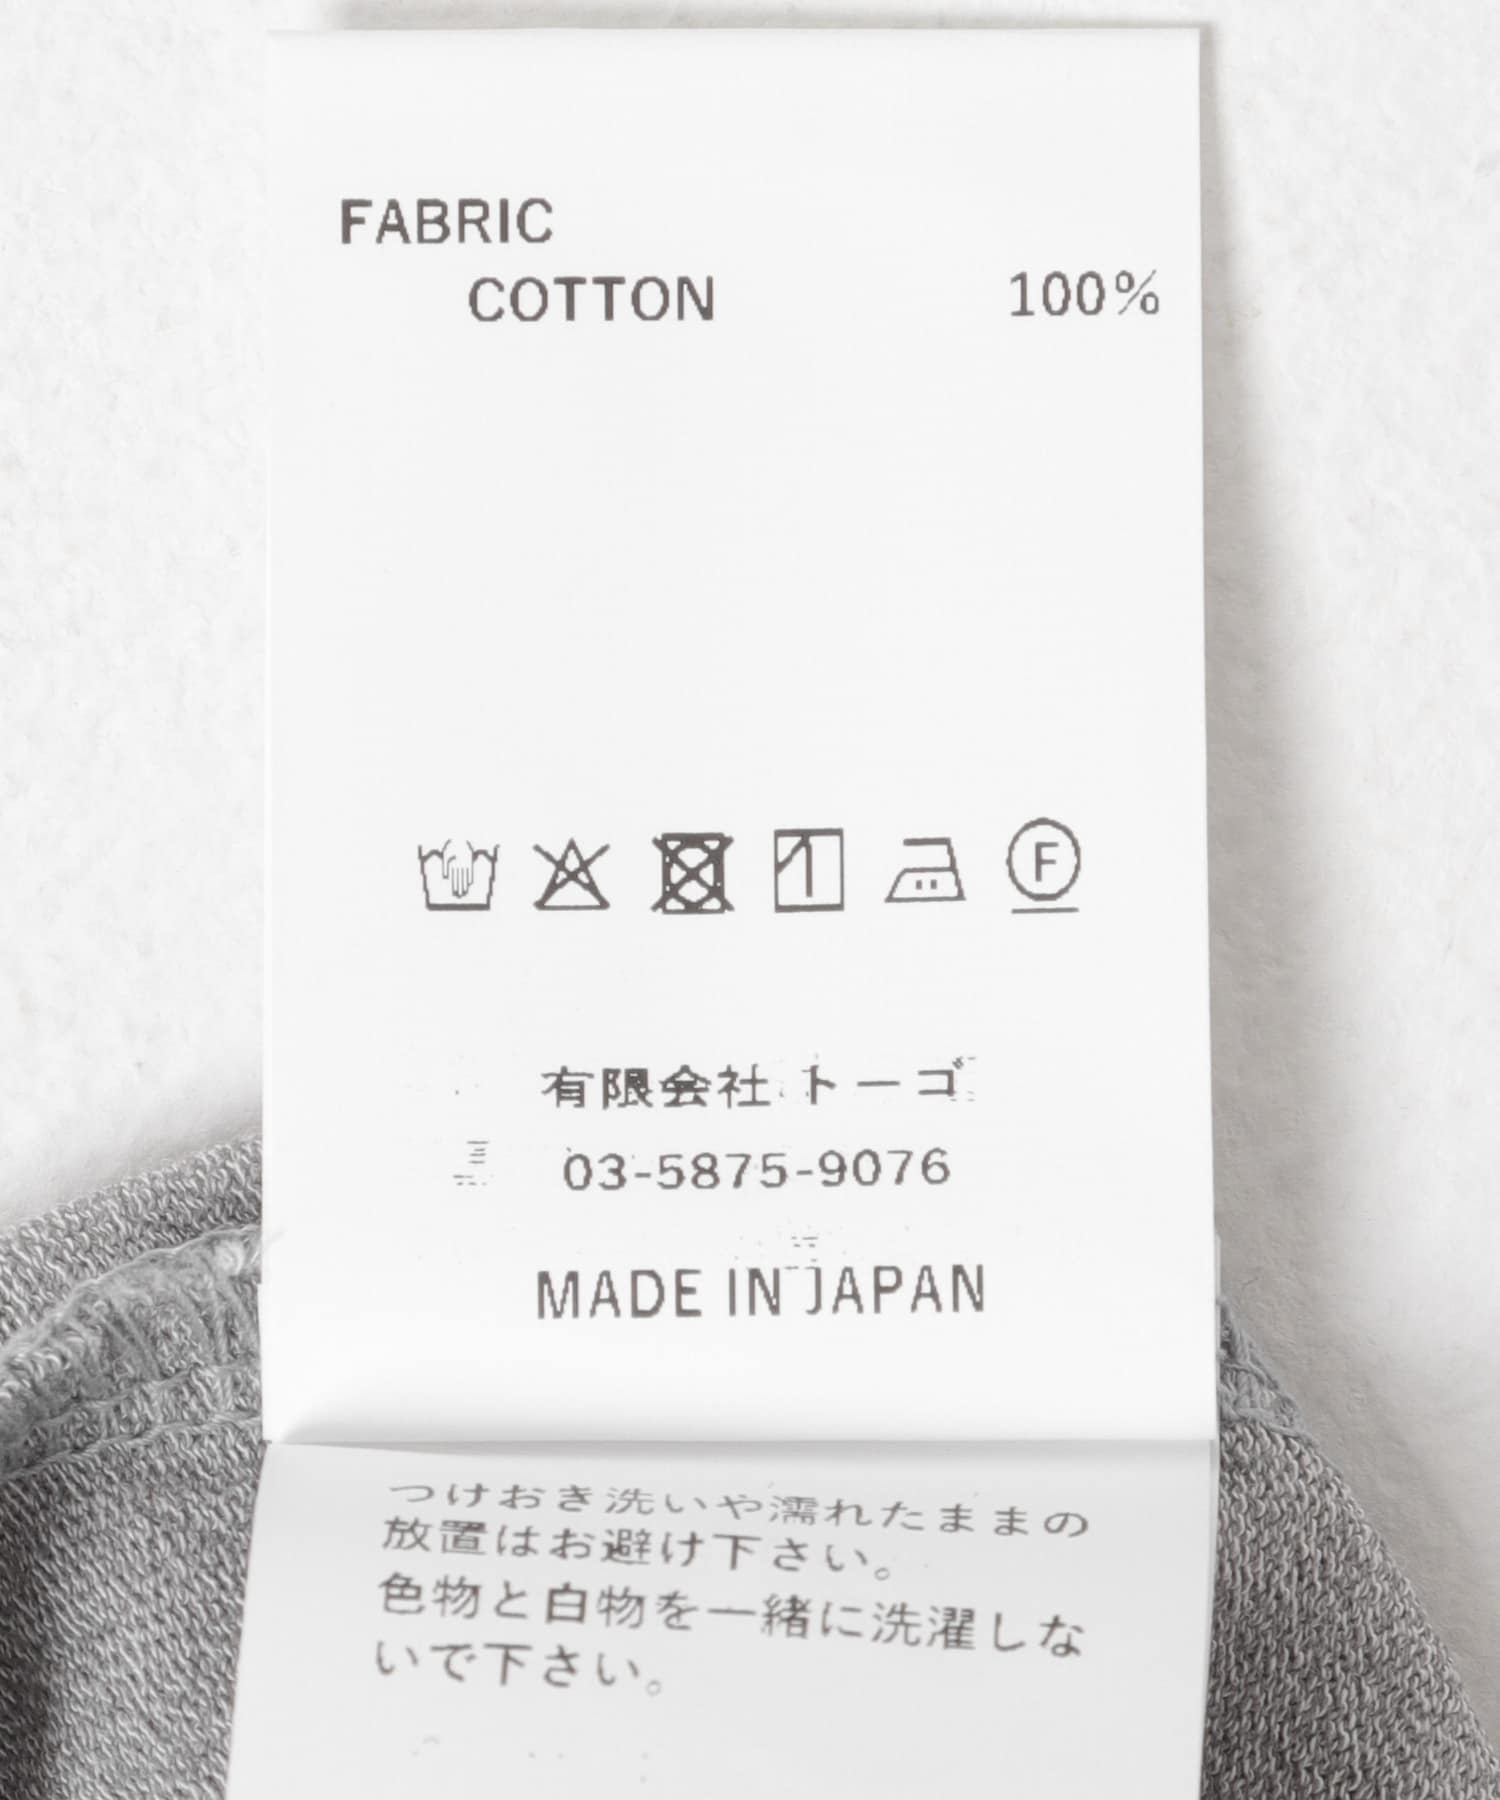 FABRIC
COTTON 100%
F
有限会社 トーゴ
03-5875-9076
MADE IN JAPAN
つけおき洗いや濡れたままの
放置はお避け下さい。
色物と白物を一緒に洗濯しな
いで下さい。